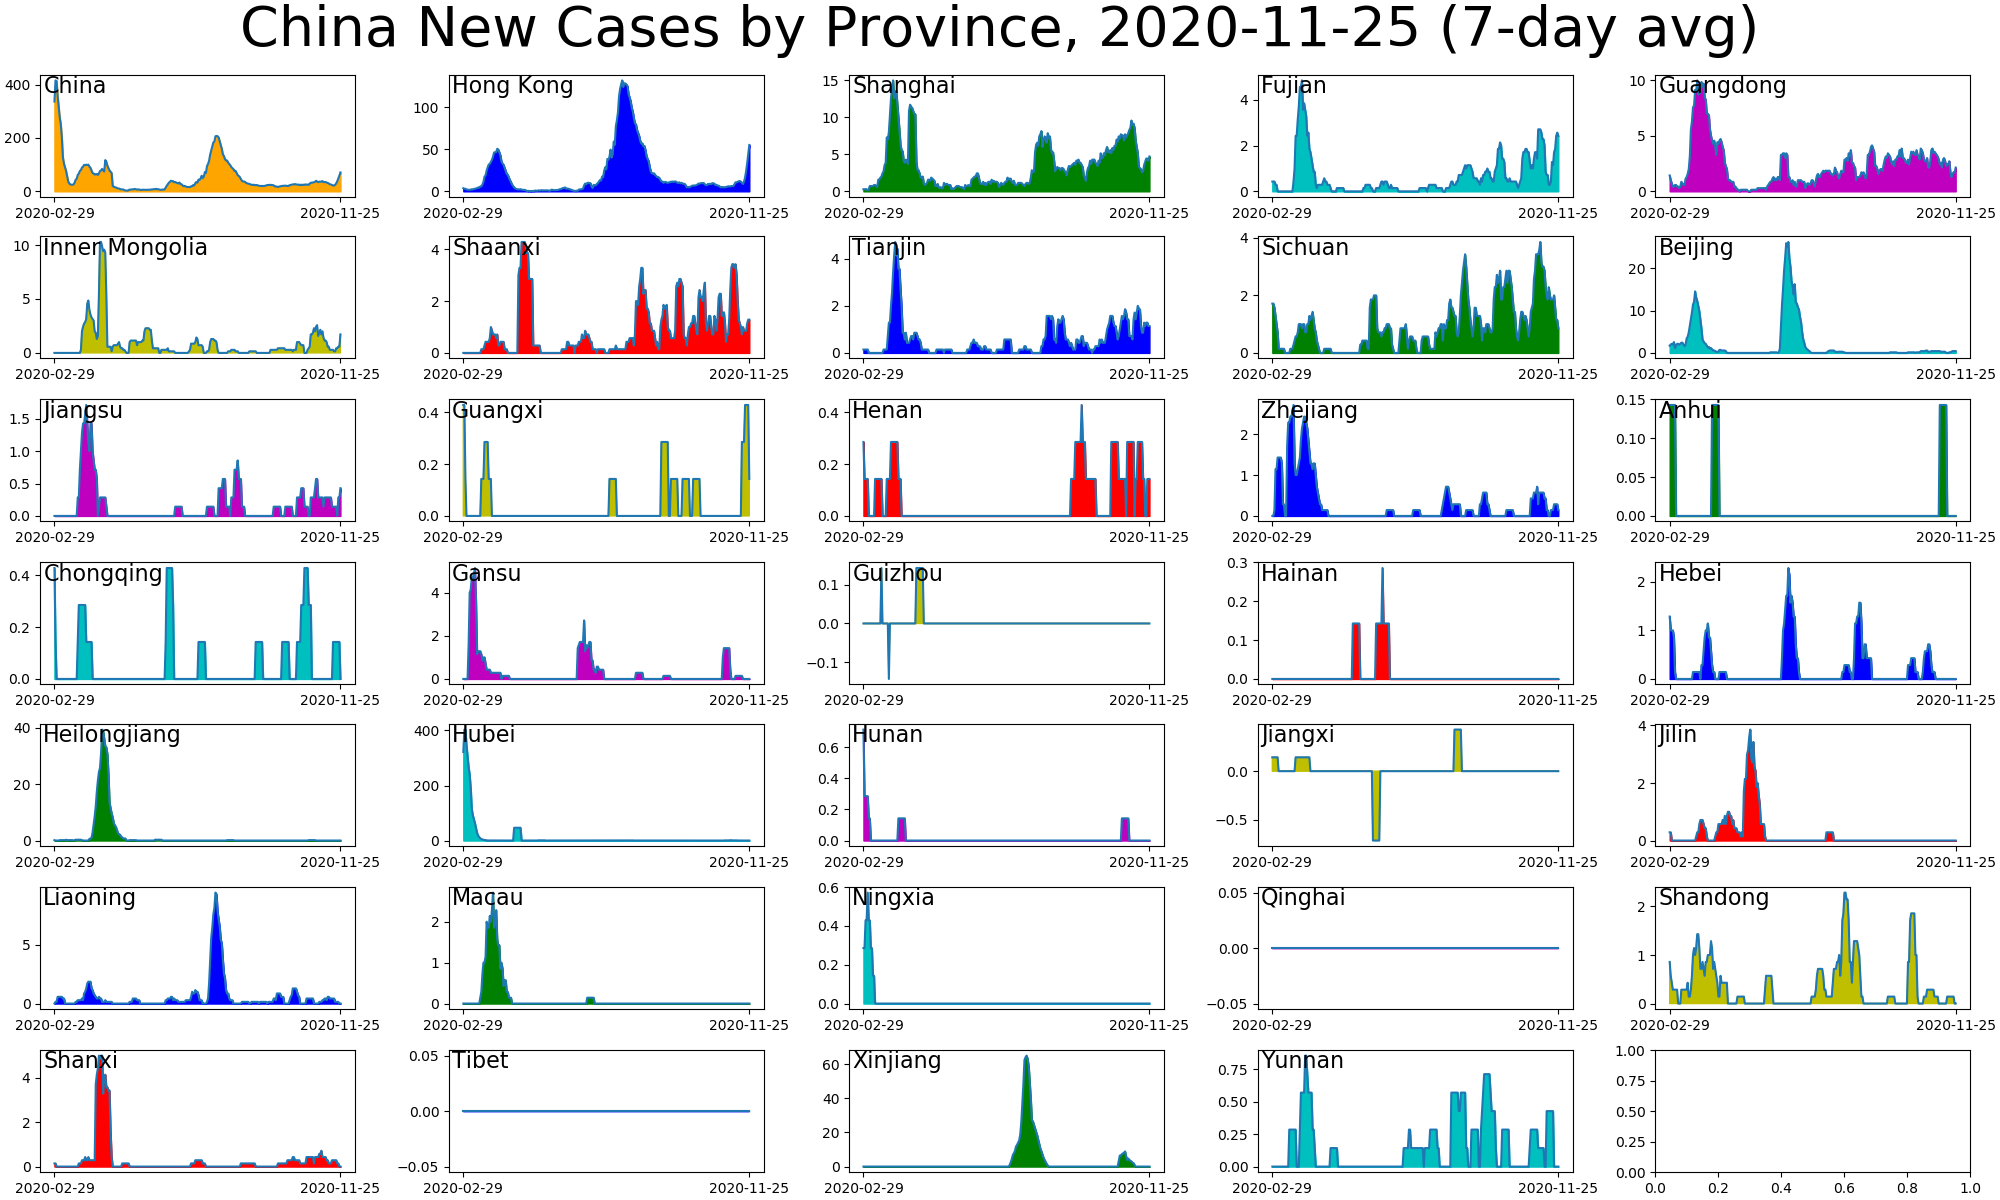 China New Cases by Province, 2020-11-25 (7-day avg)
China Hong Kong Shanghai Fujian Guangdong
400 100 15 4 10
200 50 10 2 5
0 0 5 0 0
0
2020-02-29 2020-11-25 2020-02-29 2020-11-25 2020-02-29 2020-11-25 2020-02-29 2020-11-25 2020-02-29 2020-11-25
Inner Mongolia Shaanxi Tianjin Sichuan Beijing
10 4 4 4 20
5 2 2 2 10
0 0 0 0 0
2020-02-29 2020-11-25 2020-02-29 2020-11-25 2020-02-29 2020-11-25 2020-02-29 2020-11-25 2020-02-29 2020-11-25
Jiangsu Guangxi Henan Zhejiang Anhui
1.5 0.4 0.4 2 0.15
1.0 0.2 0.2 1 0.10
0.5 0.0 0.0 0 0.05
0.0 0.00
2020-02-29 2020-11-25 2020-02-29 2020-11-25 2020-02-29 2020-11-25 2020-02-29 2020-11-25 2020-02-29 2020-11-25
Chongqing Gansu Guizhou Hainan Hebei
0.4 4 0.1 0.3 2
0.2 2 0.0 0.2 1
0.0 0 −0.1 0.1 0
0.0
2020-02-29 2020-11-25 2020-02-29 2020-11-25 2020-02-29 2020-11-25 2020-02-29 2020-11-25 2020-02-29 2020-11-25
Heilongjiang Hubei Hunan Jiangxi Jilin
40 400 0.6 0.0 4
20 200 0.4 −0.5 2
0 0 0.2 0
0.0
2020-02-29 2020-11-25 2020-02-29 2020-11-25 2020-02-29 2020-11-25 2020-02-29 2020-11-25 2020-02-29 2020-11-25
Liaoning Macau Ningxia Qinghai Shandong
5 2 0.6 0.05 2
0 1 0.4 0.00 1
0 0.2 −0.05 0
0.0
2020-02-29 2020-11-25 2020-02-29 2020-11-25 2020-02-29 2020-11-25 2020-02-29 2020-11-25 2020-02-29 2020-11-25
Shanxi Tibet Xinjiang Yunnan
4 0.05 60 0.75 1.00
2 0.00 40 0.50 0.75
0 −0.05 20 0.25 0.50
0 0.00 0.25
0.00
2020-02-29 2020-11-25 2020-02-29 2020-11-25 2020-02-29 2020-11-25 2020-02-29 2020-11-25 0.0 0.2 0.4 0.6 0.8 1.0